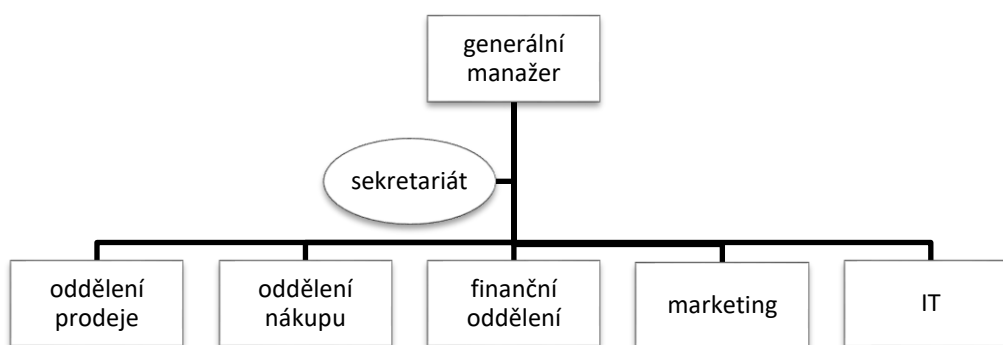 generální
manažer
sekretariát
oddělení
prodeje
oddělení
nákupu
finanční
oddělení
marketing
IT